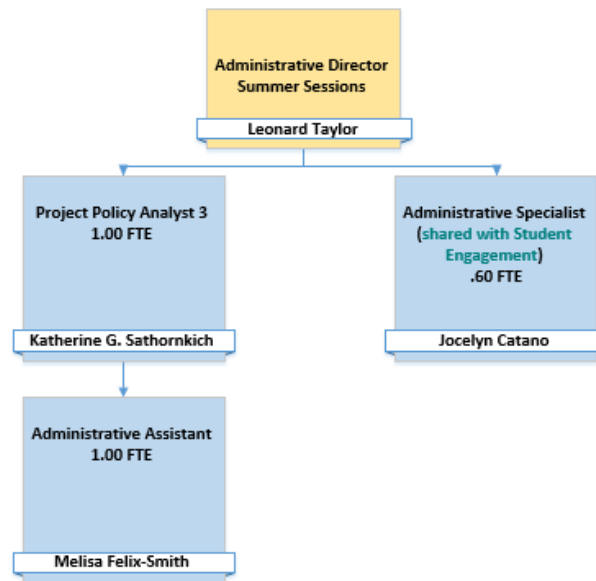 Administrative Director
Summer Sessions
Leonard Taylor
Project Policy Analyst 3
1.00 FTE
Katherine G. Sathornkich
Administrative Specialist
(shared with Student
Engagement)
.60 FTE
Jocelyn Catano
Administrative Assistant
1.00 FTE
Melisa Felix-Smith